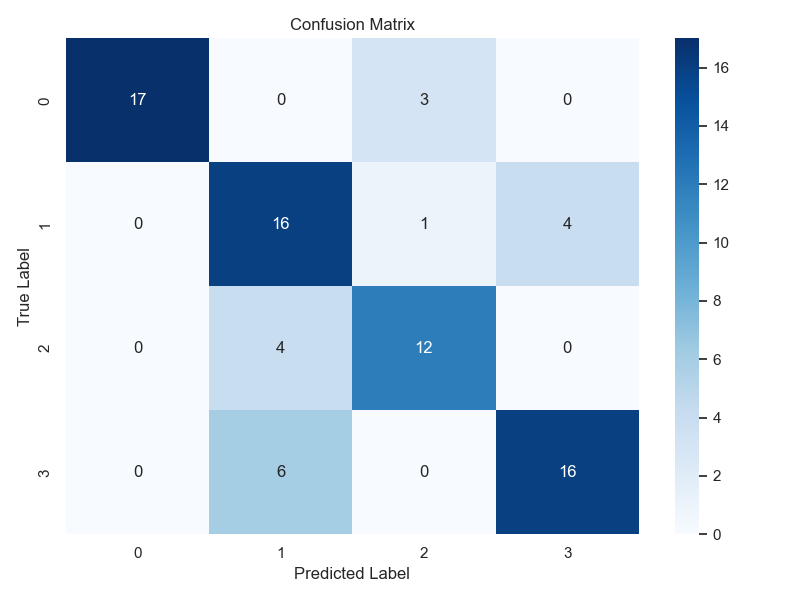 Confusion Matrix
True Label
0 17 0 3 0
1 0 16 1 4
2 0 4 12 0
3 0 6 0 16
0 1 2 3
Predicted Label
16
14
12
10
8
6
4
2
0